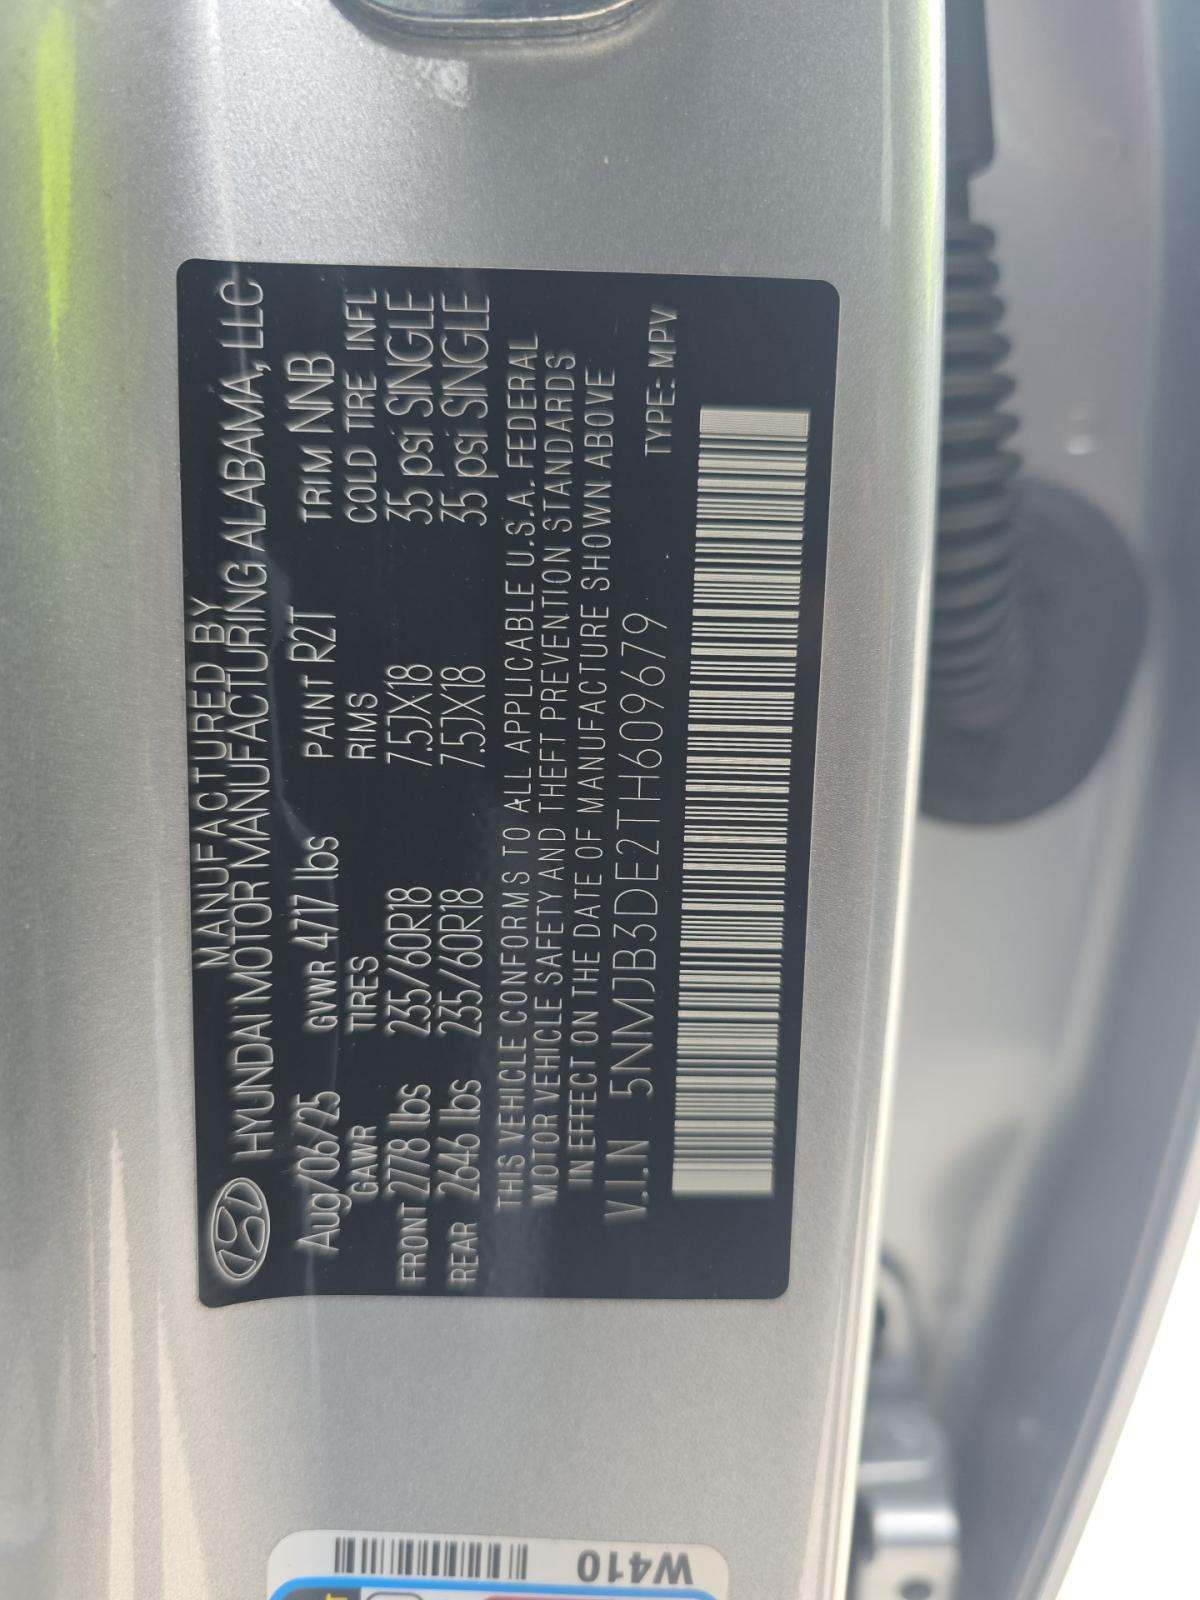 MANUFACTURED BY
HYUNDAI MOTOR MANUFACTURING ALABAMA, LLC
Aug/06/25 GVWR 4717 lbs PAINT R2T TRIM NNB
GAWR TIRES RIMS COLD TIRE INFL
FRONT 2778 lbs 235/60R18 7.5JX18 35 psi SINGLE
REAR 2646 lbs 235/60R18 7.5JX18 35 psi SINGLE
THIS VEHICLE CONFORMS TO ALL APPLICABLE U.S.A. FEDERAL
MOTOR VEHICLE SAFETY AND THEFT PREVENTION STANDARDS
IN EFFECT ON THE DATE OF MANUFACTURE SHOWN ABOVE
V.I.N 5NMJB3DE2TH609679 TYPE: MPV
W410